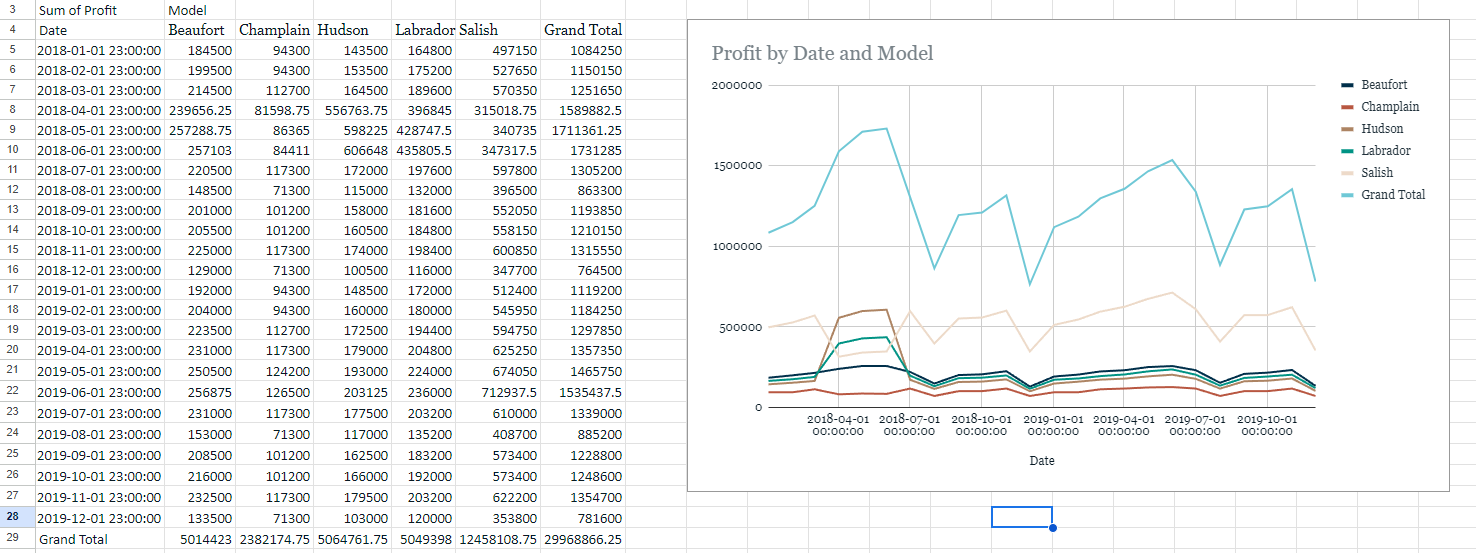 3 Sum of Profit Model
4 Date Beaufort Champlain Hudson Labrador Salish Grand Total
5 2018-01-01 23:00:00 184500 94300 143500 164800 497150 1084250
6 2018-02-01 23:00:00 199500 94300 153500 175200 527650 1150150
7 2018-03-01 23:00:00 214500 112700 164500 189600 570350 1251650
8 2018-04-01 23:00:00 239656.25 81598.75 556763.75 396845 315018.75 1589882.5
9 2018-05-01 23:00:00 257288.75 86365 598225 428747.5 340735 1711361.25
10 2018-06-01 23:00:00 257103 84411 606648 435805.5 347317.5 1731285
11 2018-07-01 23:00:00 220500 117300 172000 197600 597800 1305200
12 2018-08-01 23:00:00 148500 71300 115000 132000 396500 863300
13 2018-09-01 23:00:00 201000 101200 158000 181600 552050 1193850
14 2018-10-01 23:00:00 205500 101200 160500 184800 558150 1210150
15 2018-11-01 23:00:00 225000 117300 174000 198400 600850 1315550
16 2018-12-01 23:00:00 129000 71300 100500 116000 347700 764500
17 2019-01-01 23:00:00 192000 94300 148500 172000 512400 1119200
18 2019-02-01 23:00:00 204000 94300 160000 180000 545950 1184250
19 2019-03-01 23:00:00 223500 112700 172500 194400 594750 1297850
20 2019-04-01 23:00:00 231000 117300 179000 204800 625250 1357350
21 2019-05-01 23:00:00 250500 124200 193000 224000 674050 1465750
22 2019-06-01 23:00:00 256875 126500 203125 236000 712937.5 1535437.5
23 2019-07-01 23:00:00 231000 117300 177500 203200 610000 1339000
24 2019-08-01 23:00:00 153000 71300 117000 135200 408700 885200
25 2019-09-01 23:00:00 208500 101200 162500 183200 573400 1228800
26 2019-10-01 23:00:00 216000 101200 166000 192000 573400 1248600
27 2019-11-01 23:00:00 232500 117300 179500 203200 622200 1354700
28 2019-12-01 23:00:00 133500 71300 103000 120000 353800 781600
29 Grand Total 5014423 2382174.75 5064761.75 5049398 12458108.75 29968866.25
Profit by Date and Model
2000000
1500000
1000000
500000
0
2018-04-01 2018-07-01 2018-10-01 2019-01-01 2019-04-01 2019-07-01 2019-10-01
00:00:00 00:00:00 00:00:00 00:00:00 00:00:00 00:00:00 00:00:00
Date
Beaufort
Champlain
Hudson
Labrador
Salish
Grand Total